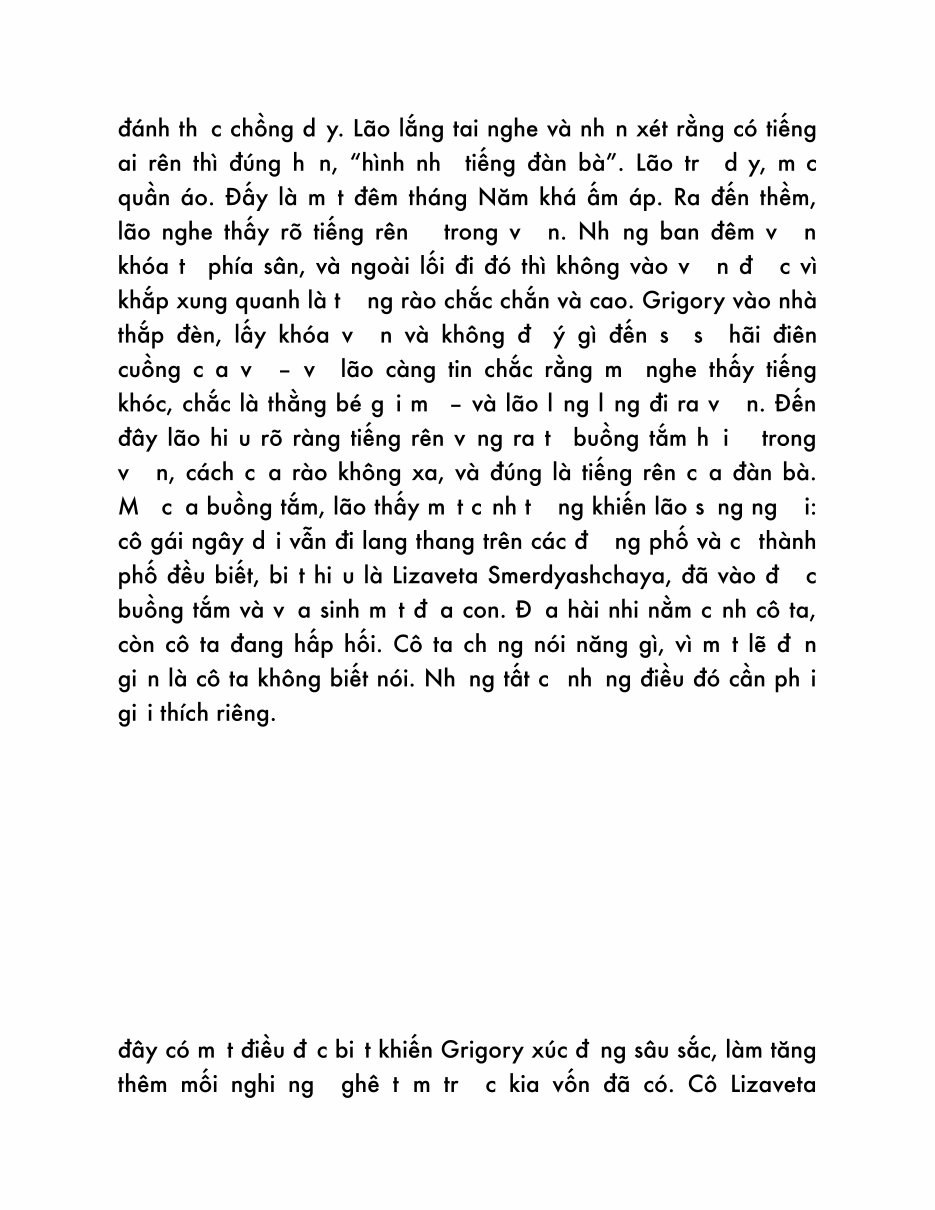 đánh th c chồng d y. Lão lắng tai nghe và nh n xét rằng có tiếng
ai rên thì đúng h n, “hình nh tiếng đàn bà”. Lão tr d y, m c
quần áo. Đấy là m t đêm tháng Năm khá ấm áp. Ra đến thềm,
lão nghe thấy rõ tiếng rên trong v n. Nh ng ban đêm v n
khóa t phía sân, và ngoài lối đi đó thì không vào v n đ c vì
khắp xung quanh là t ng rào chắc chắn và cao. Grigory vào nhà
thắp đèn, lấy khóa v n và không đ ý gì đến s s hãi điên
cuồng c a v – v lão càng tin chắc rằng m nghe thấy tiếng
khóc, chắc là thằng bé g i m – và lão l ng l ng đi ra v n. Đến
đây lão hi u rõ ràng tiếng rên v ng ra t buồng tắm h i trong
v n, cách c a rào không xa, và đúng là tiếng rên c a đàn bà.
M c a buồng tắm, lão thấy m t c nh t ng khiến lão s ng ng i:
cô gái ngây d i vẫn đi lang thang trên các đ ng phố và c thành
phố đều biết, bi t hi u là Lizaveta Smerdyashchaya, đã vào đ c
buồng tắm và v a sinh m t đ a con. Đ a hài nhi nằm c nh cô ta,
còn cô ta đang hấp hối. Cô ta ch ng nói năng gì, vì m t lẽ đ n
gi n là cô ta không biết nói. Nh ng tất c nh ng điều đó cần ph i
gi i thích riêng.
đây có m t điều đ c bi t khiến Grigory xúc đ ng sâu sắc, làm tăng
thêm mối nghi ng ghê t m tr c kia vốn đã có. Cô Lizaveta